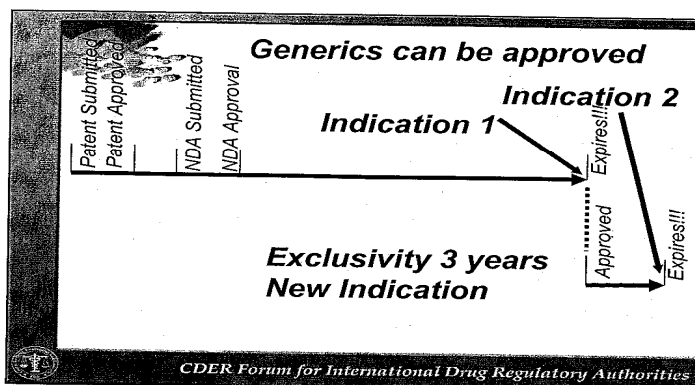 Generics can be approved
Patent Submitted
Patent Approved
NDA Submitted
NDA Approval
Indication 1
Indication 2
Expires!!!
Approved
Expires!!!
Exclusivity 3 years
New Indication
CDER Forum for International Drug Regulatory Authorities